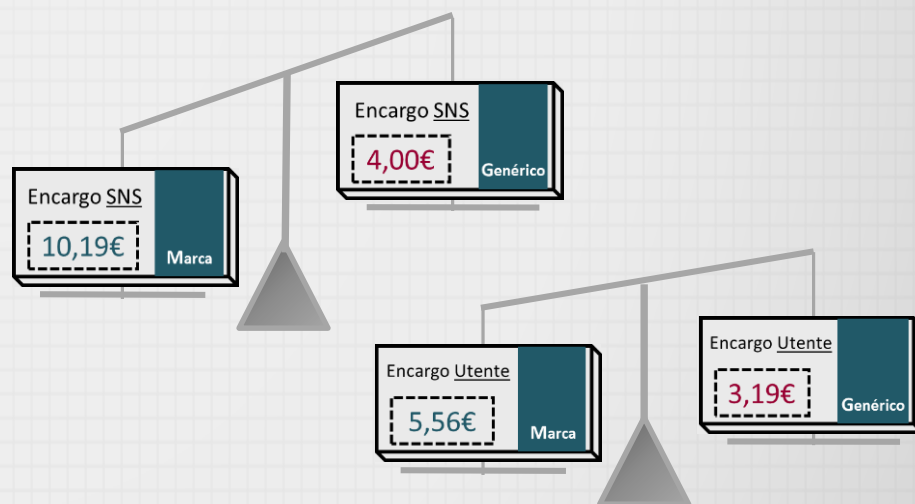 Encargo SNS
4,00€
Genérico
Encargo SNS
10,19€
Marca
Encargo Utente
3,19€
Genérico
Encargo Utente
5,56€
Marca